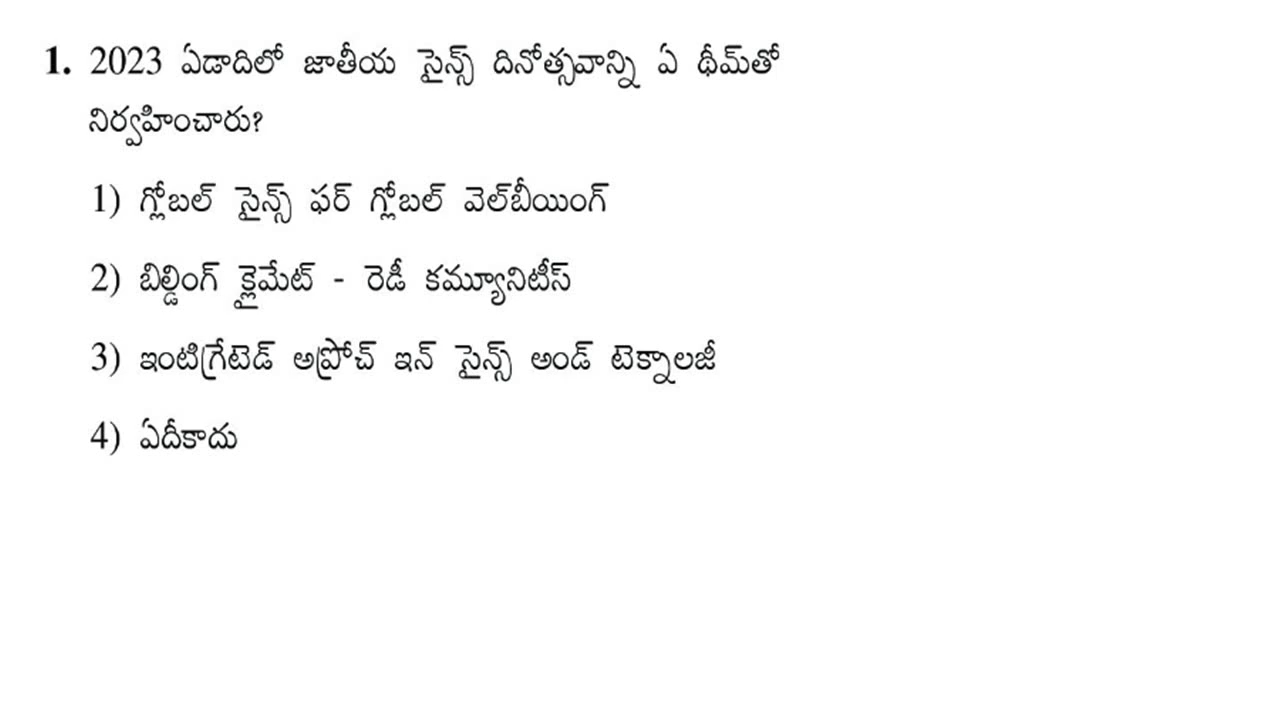 1. 2023 ఏడాదిలో జాతీయ సైన్స్ దినోత్సవాన్ని ఏ థీమ్‌తో
నిర్వహించారు?
1) గ్లోబల్ సైన్స్ ఫర్ గ్లోబల్ వెల్‌బీయింగ్
2) బిల్డింగ్ క్లైమేట్ - రెడీ కమ్యూనిటీస్
3) ఇంటిగ్రేటెడ్ అప్రోచ్ ఇన్ సైన్స్ అండ్ టెక్నాలజీ
4) ఏదీకాదు